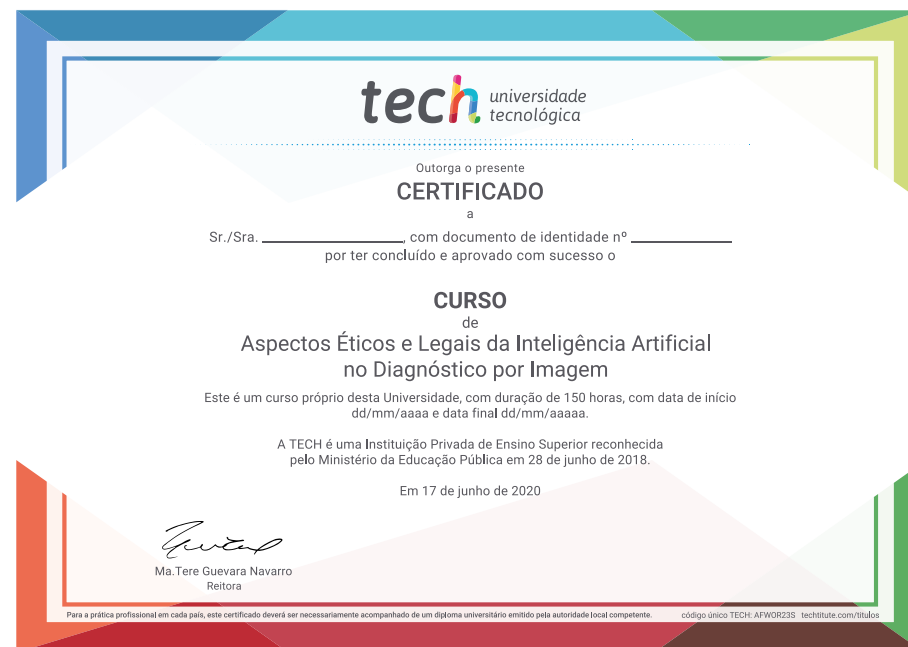 tech universidade
tecnológica
Outorga o presente
CERTIFICADO
a
Sr./Sra. ____________________, com documento de identidade nº ______________
por ter concluído e aprovado com sucesso o
CURSO
de
Aspectos Éticos e Legais da Inteligência Artificial
no Diagnóstico por Imagem
Este é um curso próprio desta Universidade, com duração de 150 horas, com data de início
dd/mm/aaaa e data final dd/mm/aaaaa.
A TECH é uma Instituição Privada de Ensino Superior reconhecida
pelo Ministério da Educação Pública em 28 de junho de 2018.
Em 17 de junho de 2020
Ma.Tere Guevara Navarro
Reitora
Para a prática profissional em cada país, este certificado deverá ser necessariamente acompanhado de um diploma universitário emitido pela autoridade local competente. código único TECH: AFWOR23S techtitute.com/titulos